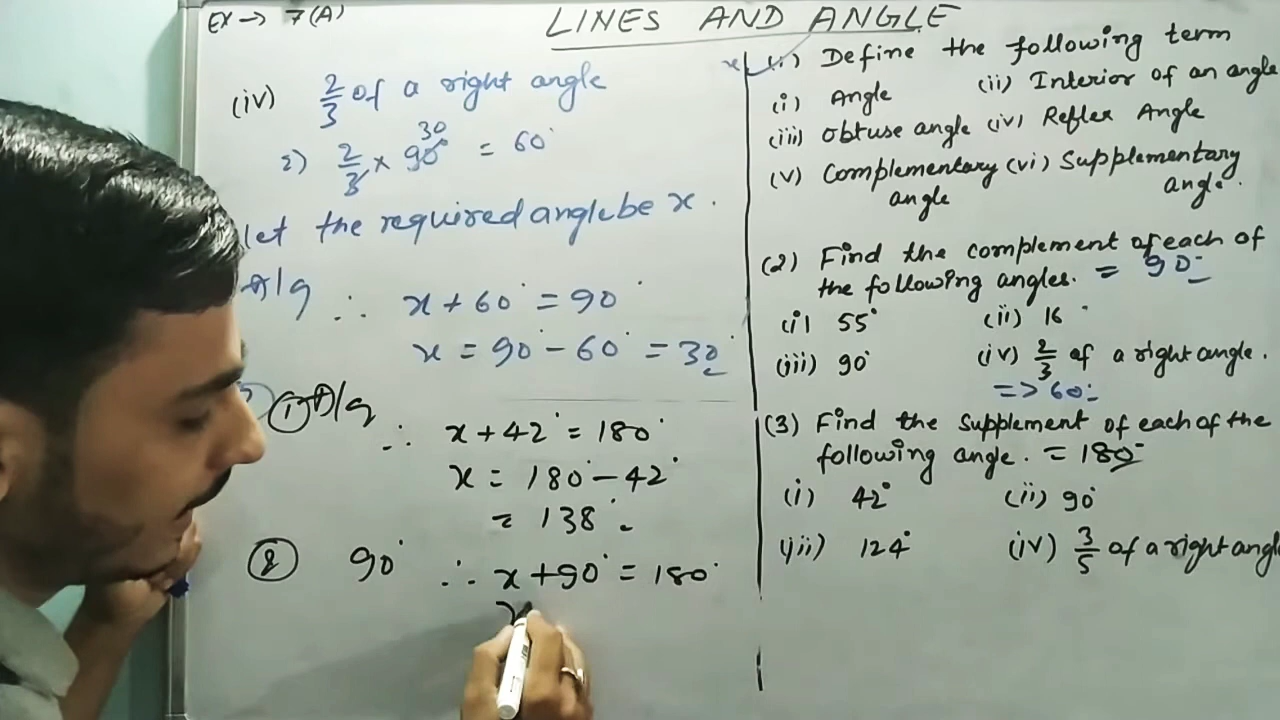 Ex → 7(A)
LINES AND ANGLE
(iv) 2/3 of a right angle
2/3 × 90° = 60°
30
let the required angle be x.
A/q ∴ x + 60° = 90°
x = 90° - 60° = 30°
(1) A/q
∴ x + 42° = 180°
x = 180° - 42°
= 138°
90° ∴ x + 90° = 180°
x
(1) Define the following term
(i) Angle (ii) Interior of an angle
(iii) Obtuse angle (iv) Reflex Angle
(v) Complementary (vi) Supplementary
angle angle.
(2) Find the complement of each of
the following angles. = 90°
(i) 55° (ii) 16°
(iii) 90° (iv) 2/3 of a right angle.
=> 60°
(3) Find the supplement of each of the
following angle. = 180°
(i) 42° (ii) 90°
(iii) 124° (iv) 3/5 of a right angl